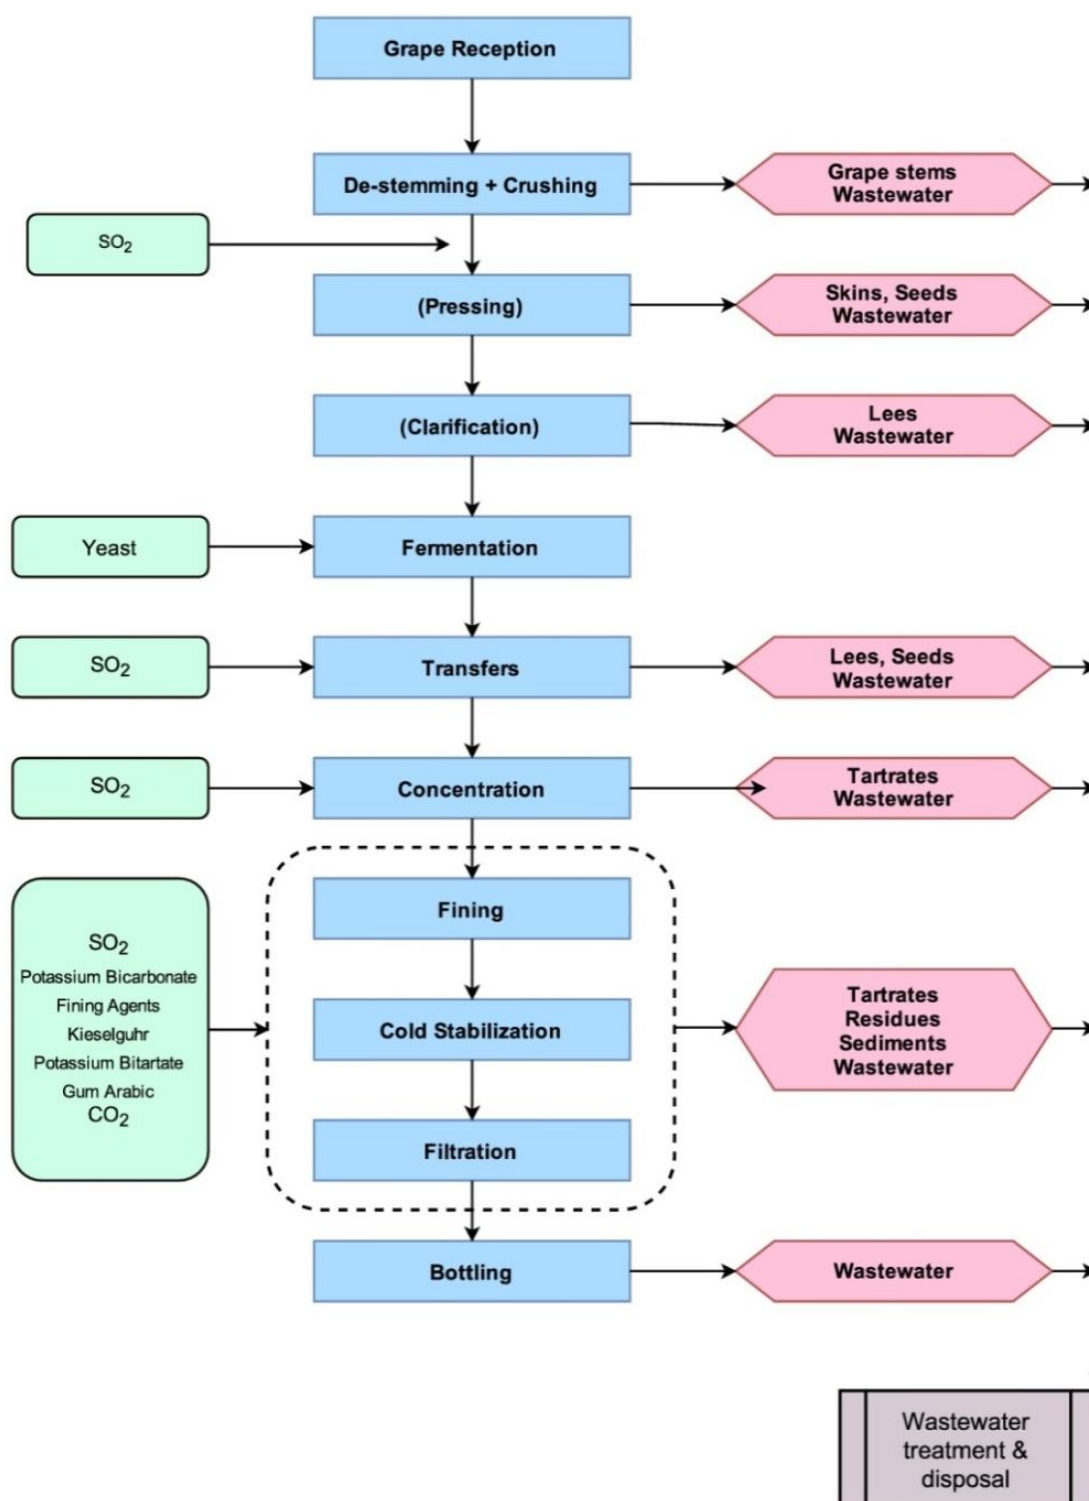 Grape Reception
De-stemming + Crushing
Grape stems
Wastewater
SO2
(Pressing)
Skins, Seeds
Wastewater
(Clarification)
Lees
Wastewater
Yeast
Fermentation
SO2
Transfers
Lees, Seeds
Wastewater
SO2
Concentration
Tartrates
Wastewater
SO2
Potassium Bicarbonate
Fining Agents
Kieselguhr
Potassium Bitartate
Gum Arabic
CO2
Fining
Cold Stabilization
Filtration
Tartrates
Residues
Sediments
Wastewater
Bottling
Wastewater
Wastewater
treatment &
disposal